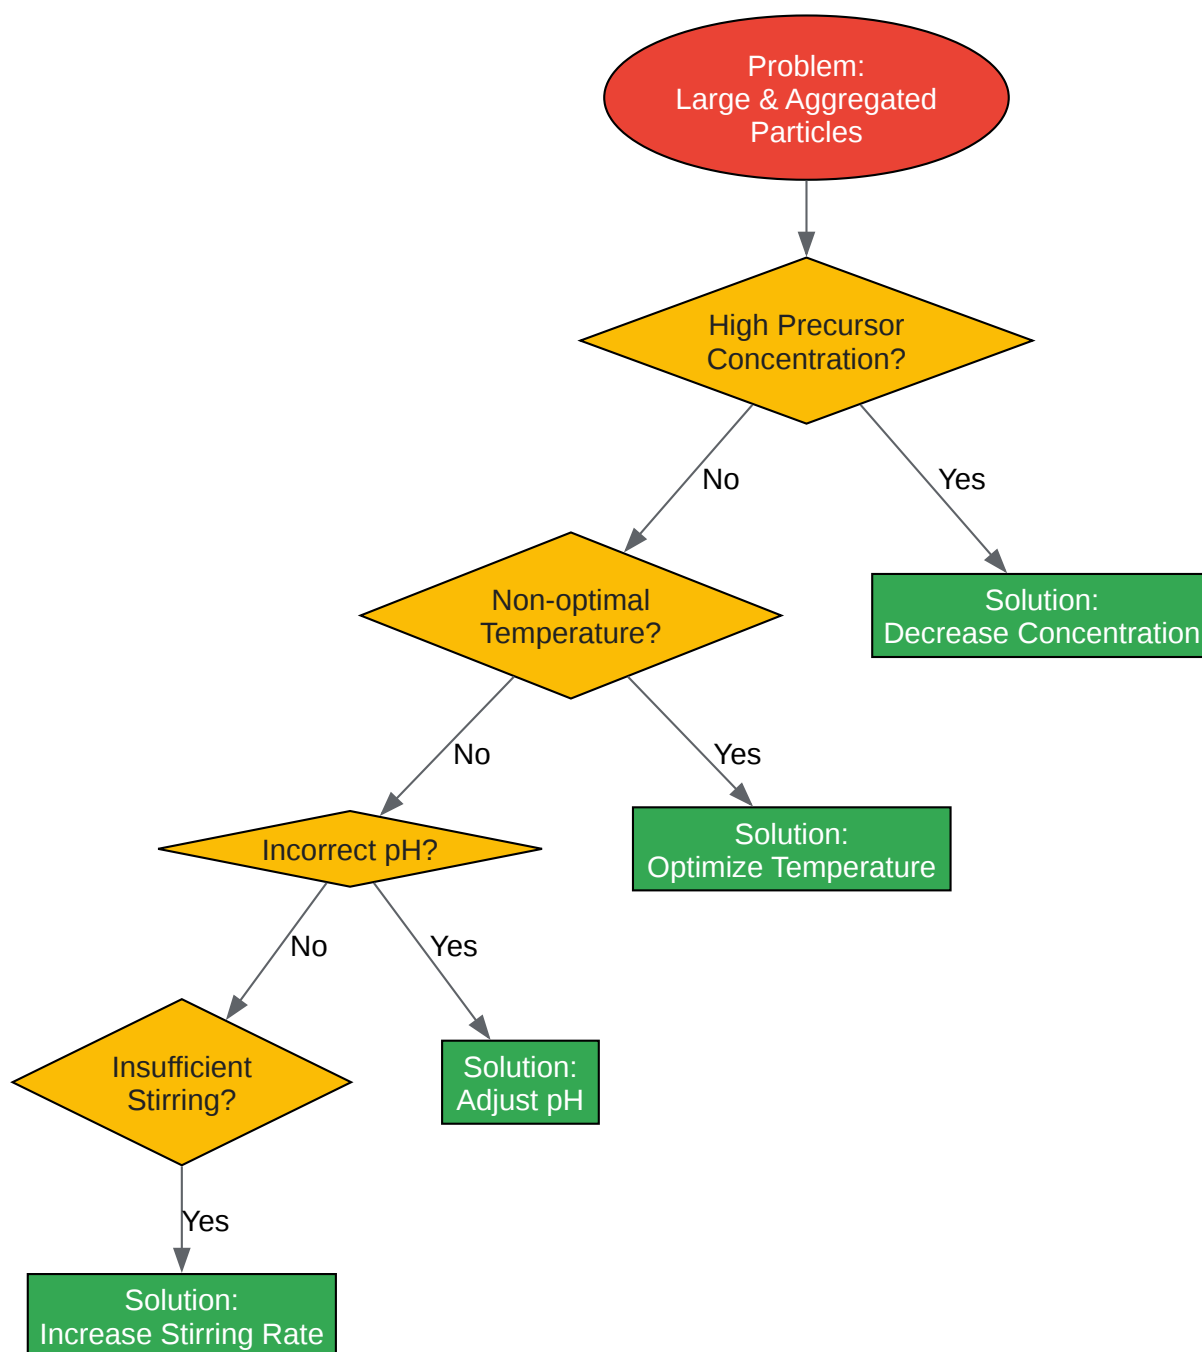 Problem:
Large & Aggregated
Particles
High Precursor
Concentration?
No
Yes
Non-optimal
Temperature?
Solution:
Decrease Concentration
No
Yes
Incorrect pH?
Solution:
Optimize Temperature
No
Yes
Insufficient
Stirring?
Solution:
Adjust pH
Yes
Solution:
Increase Stirring Rate